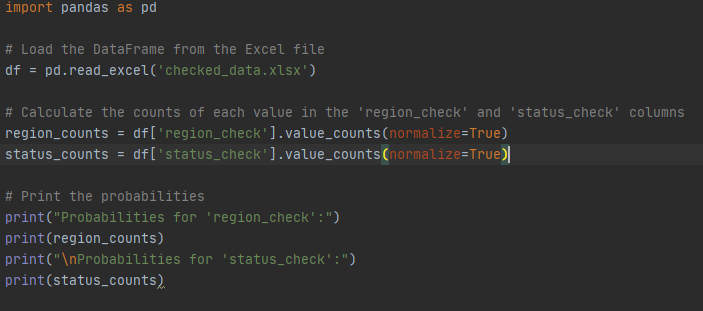 import pandas as pd
# Load the DataFrame from the Excel file
df = pd.read_excel('checked_data.xlsx')
# Calculate the counts of each value in the 'region_check' and 'status_check' columns
region_counts = df['region_check'].value_counts(normalize=True)
status_counts = df['status_check'].value_counts(normalize=True)
# Print the probabilities
print("Probabilities for 'region_check':")
print(region_counts)
print("\nProbabilities for 'status_check':")
print(status_counts)